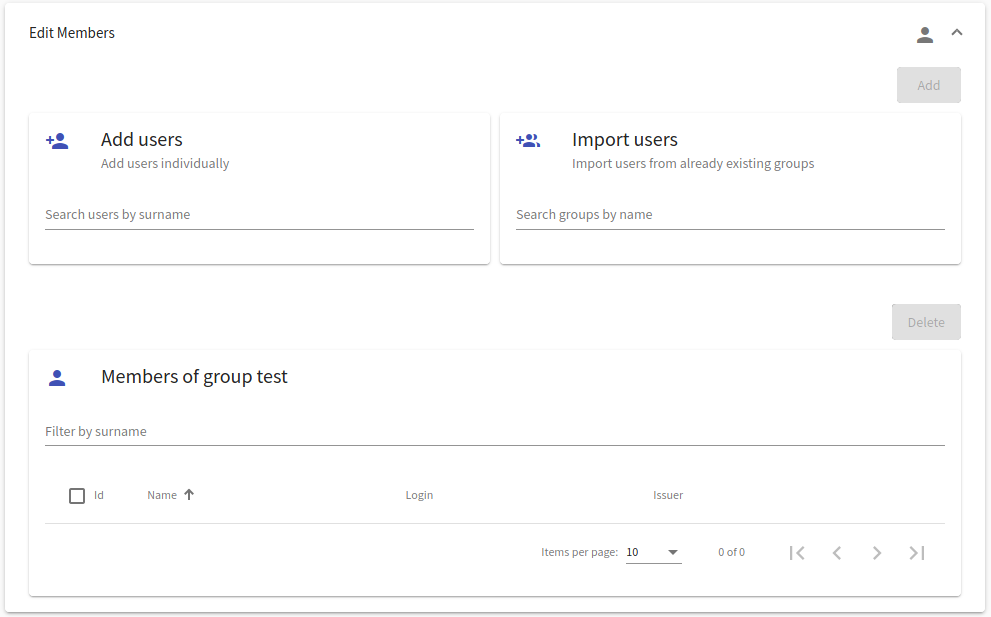 Edit Members
Add
Add users
Add users individually
Search users by surname
Import users
Import users from already existing groups
Search groups by name
Delete
Members of group test
Filter by surname
Id Name Login Issuer
Items per page: 10 0 of 0